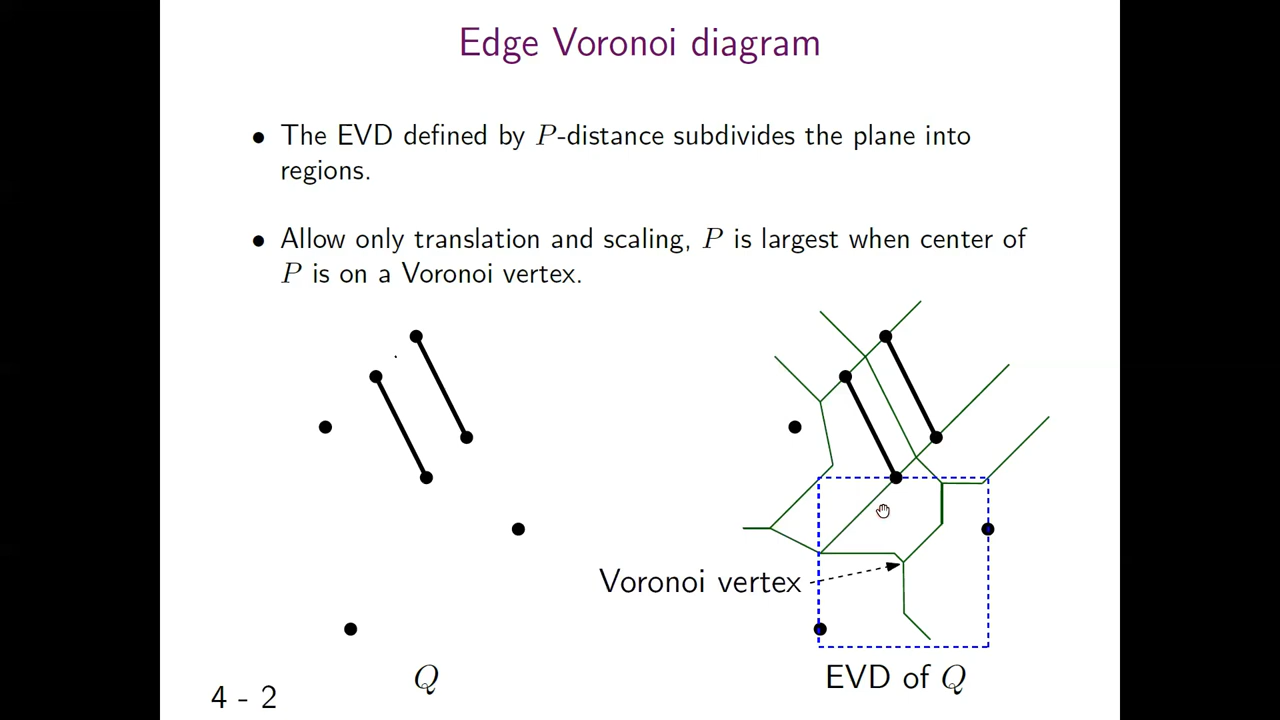 Edge Voronoi diagram
• The EVD defined by P-distance subdivides the plane into
regions.
• Allow only translation and scaling, P is largest when center of
P is on a Voronoi vertex.
Voronoi vertex
Q
EVD of Q
4 - 2